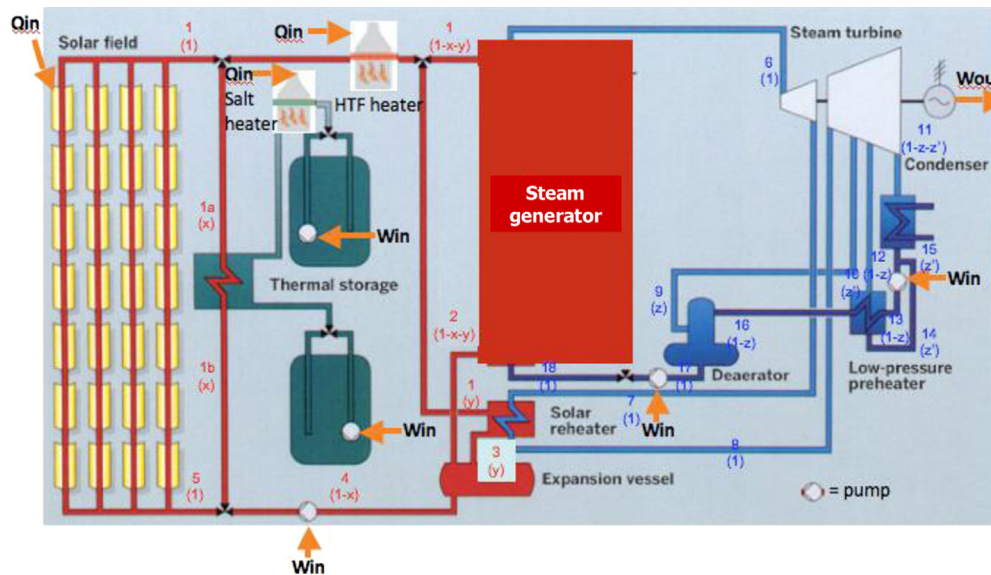 Qin
Solar field
1
(1)
Qin
1
(1-x-y)
Steam turbine
6
(1)
Qin
Salt
heater
HTF heater
Wou
11
(1-z-z')
Condenser
Steam
generator
1a
(x)
Win
Thermal storage
12
(1-z)
15
(z')
Win
9
(z)
10
(z')
16
(1-z)
13
(1-z)
14
(z')
2
(1-x-y)
1b
(x)
18
(1)
17
(1)
Deaerator
Low-pressure
preheater
1
(y)
7
(1)
Win
Solar
reheater
Win
8
(1)
3
(y)
5
(1)
4
(1-x)
Expansion vessel
= pump
Win